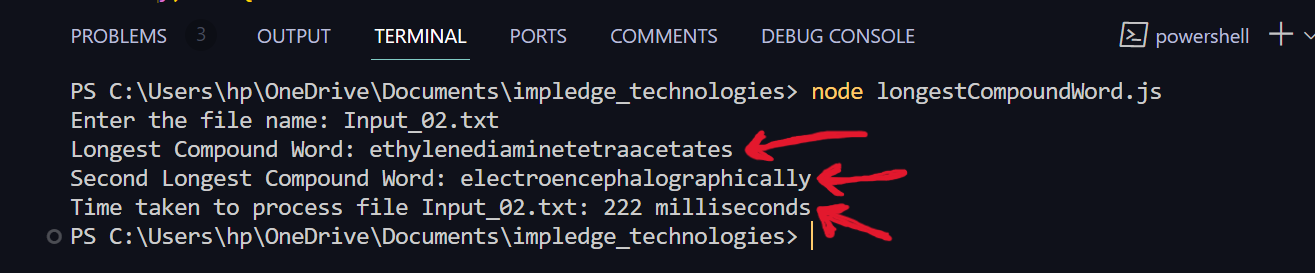 PROBLEMS 3 OUTPUT TERMINAL PORTS COMMENTS DEBUG CONSOLE powershell
PS C:\Users\hp\OneDrive\Documents\impledge_technologies> node longestCompoundWord.js
Enter the file name: Input_02.txt
Longest Compound Word: ethylenediaminetetraacetates
Second Longest Compound Word: electroencephalographically
Time taken to process file Input_02.txt: 222 milliseconds
PS C:\Users\hp\OneDrive\Documents\impledge_technologies>